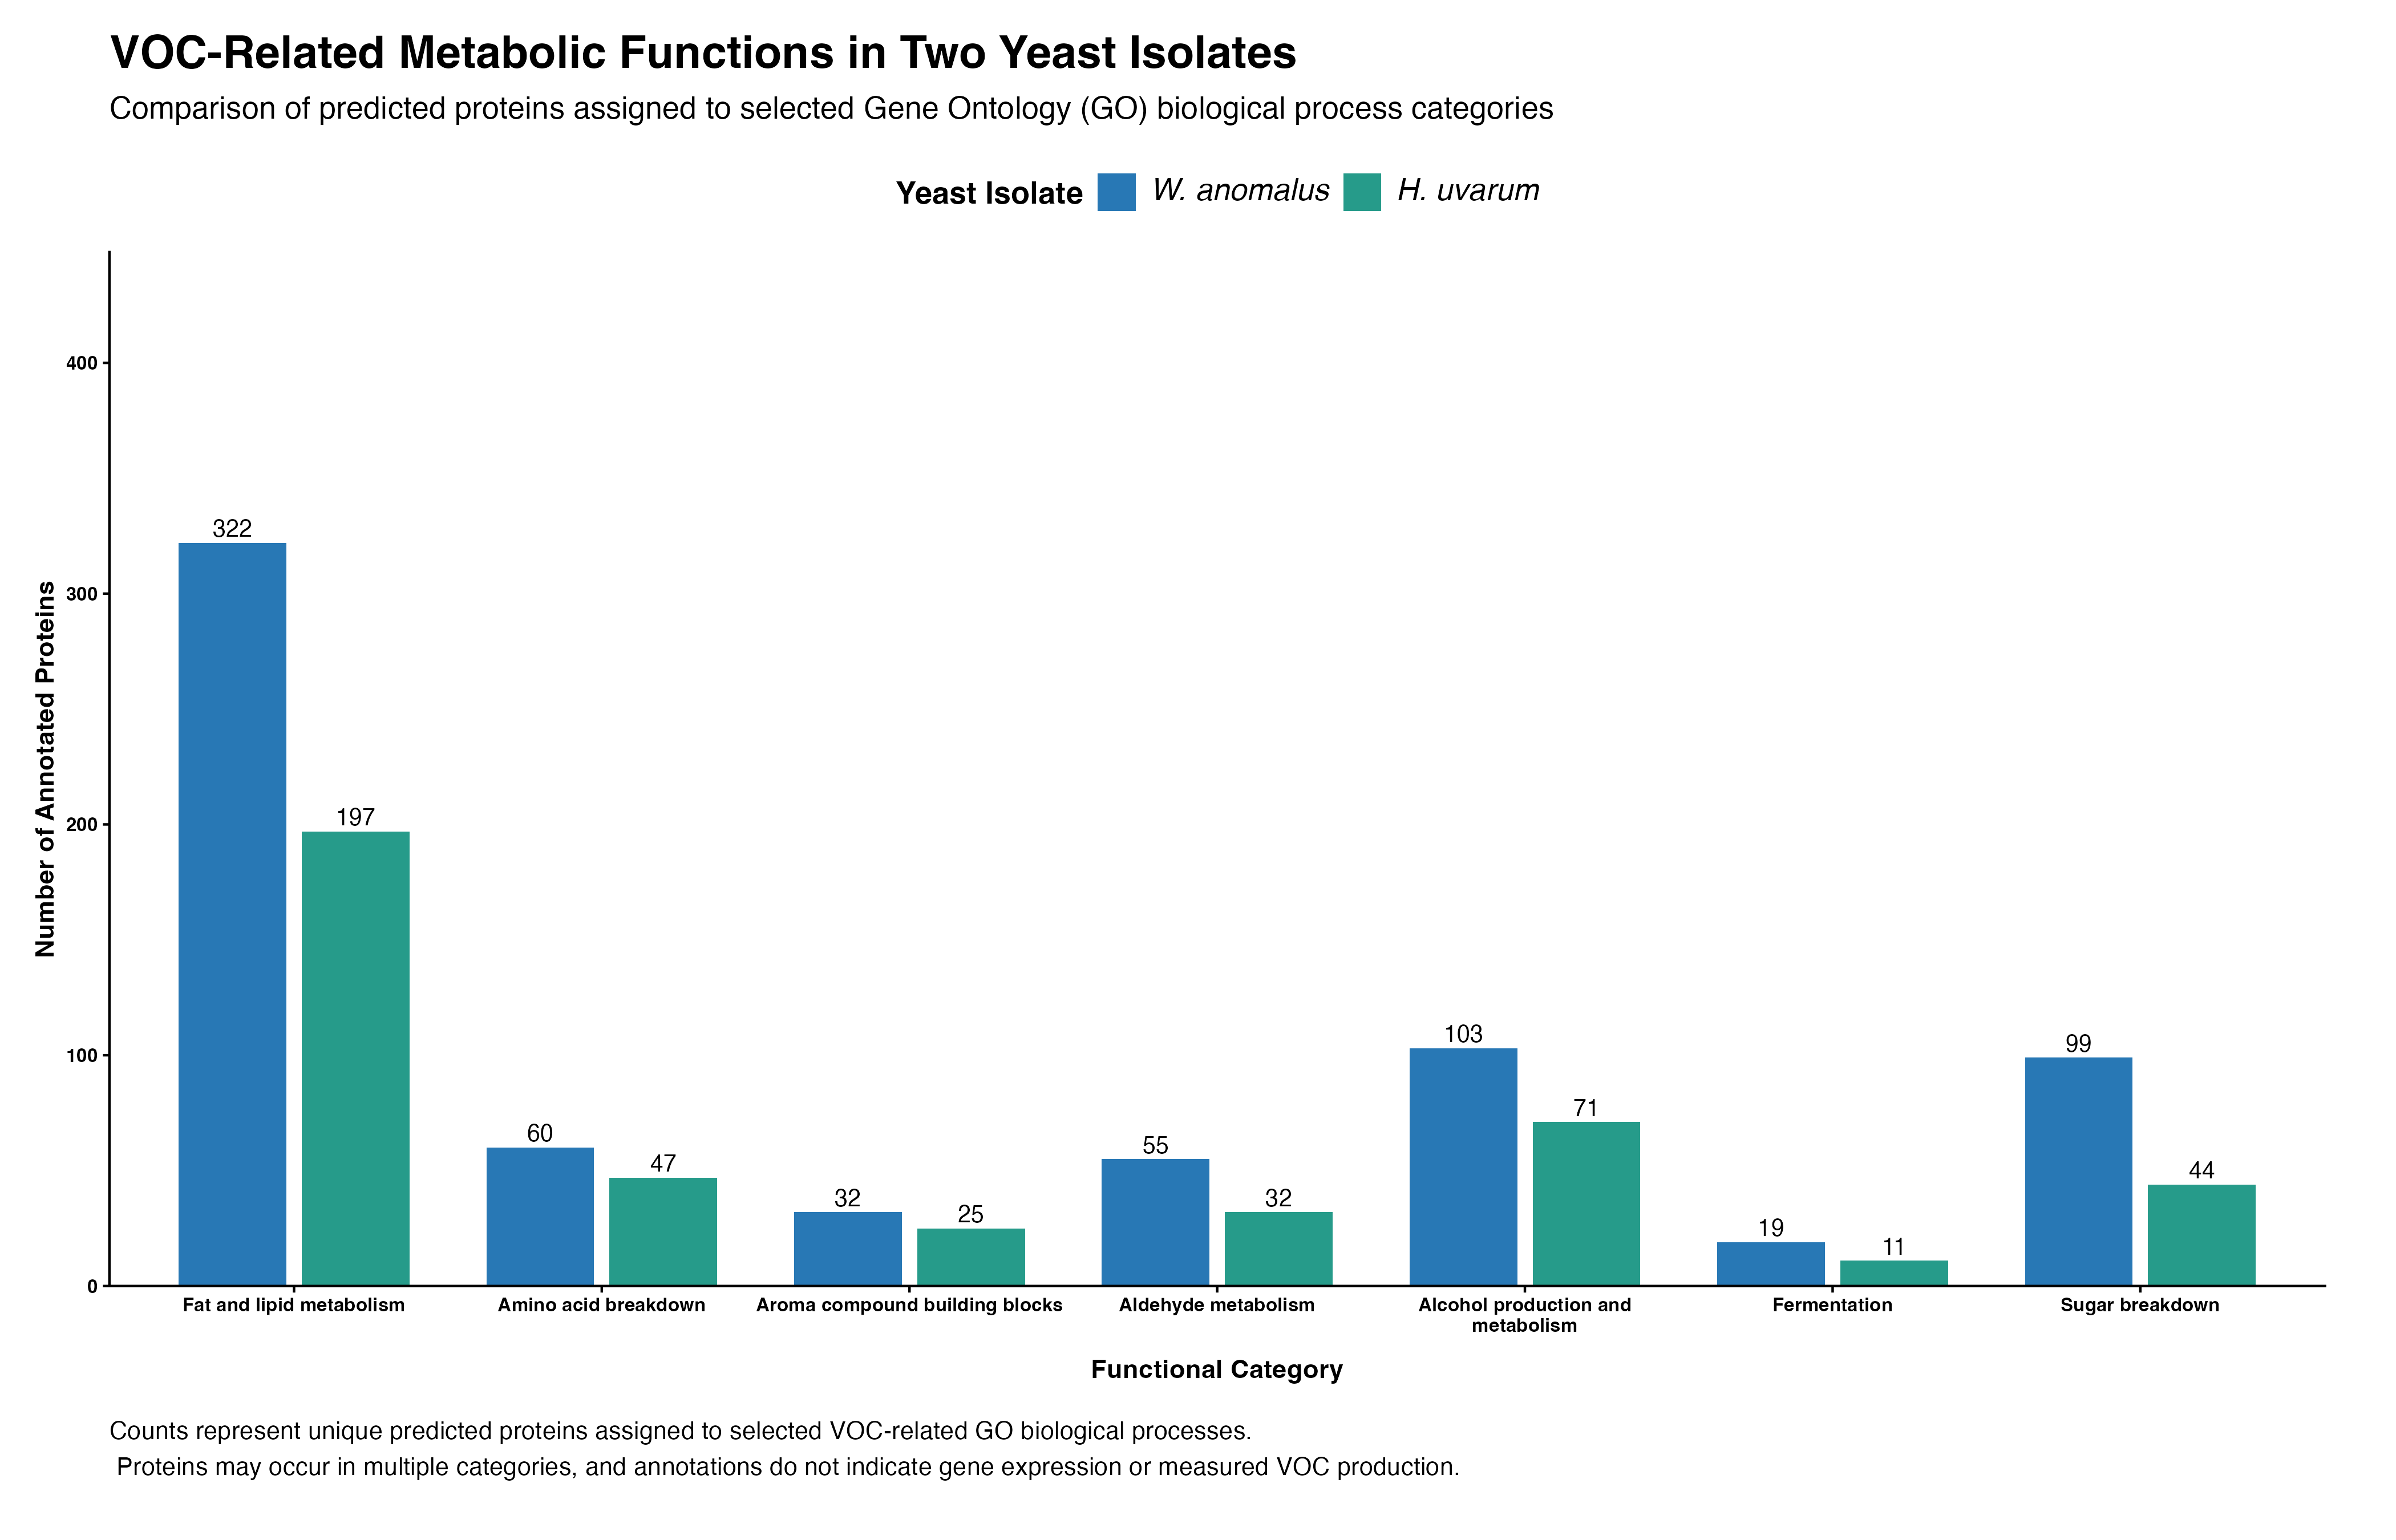 VOC-Related Metabolic Functions in Two Yeast Isolates
Comparison of predicted proteins assigned to selected Gene Ontology (GO) biological process categories
Yeast Isolate W. anomalus H. uvarum
Number of Annotated Proteins
400
300
200
100
0
322
197
60
47
32
25
55
32
103
71
19
11
99
44
Fat and lipid metabolism
Amino acid breakdown
Aroma compound building blocks
Aldehyde metabolism
Alcohol production and
metabolism
Fermentation
Sugar breakdown
Functional Category
Counts represent unique predicted proteins assigned to selected VOC-related GO biological processes.
Proteins may occur in multiple categories, and annotations do not indicate gene expression or measured VOC production.